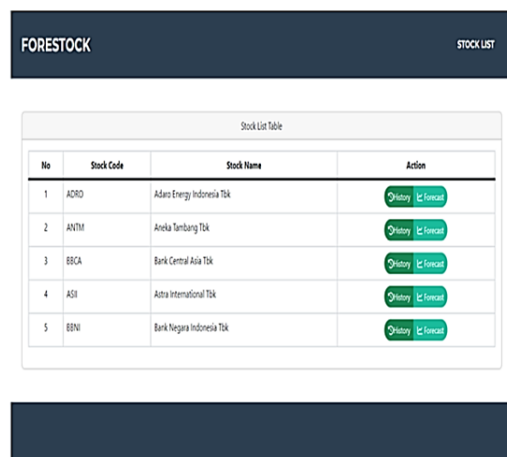 FORESTOCK STOCK LIST
Stock List Table
No Stock Code Stock Name Action
1 ADRO Adaro Energy Indonesia Tbk History Forecast
2 ANTM Aneka Tambang Tbk History Forecast
3 BBCA Bank Central Asia Tbk History Forecast
4 ASII Astra International Tbk History Forecast
5 BBNI Bank Negara Indonesia Tbk History Forecast